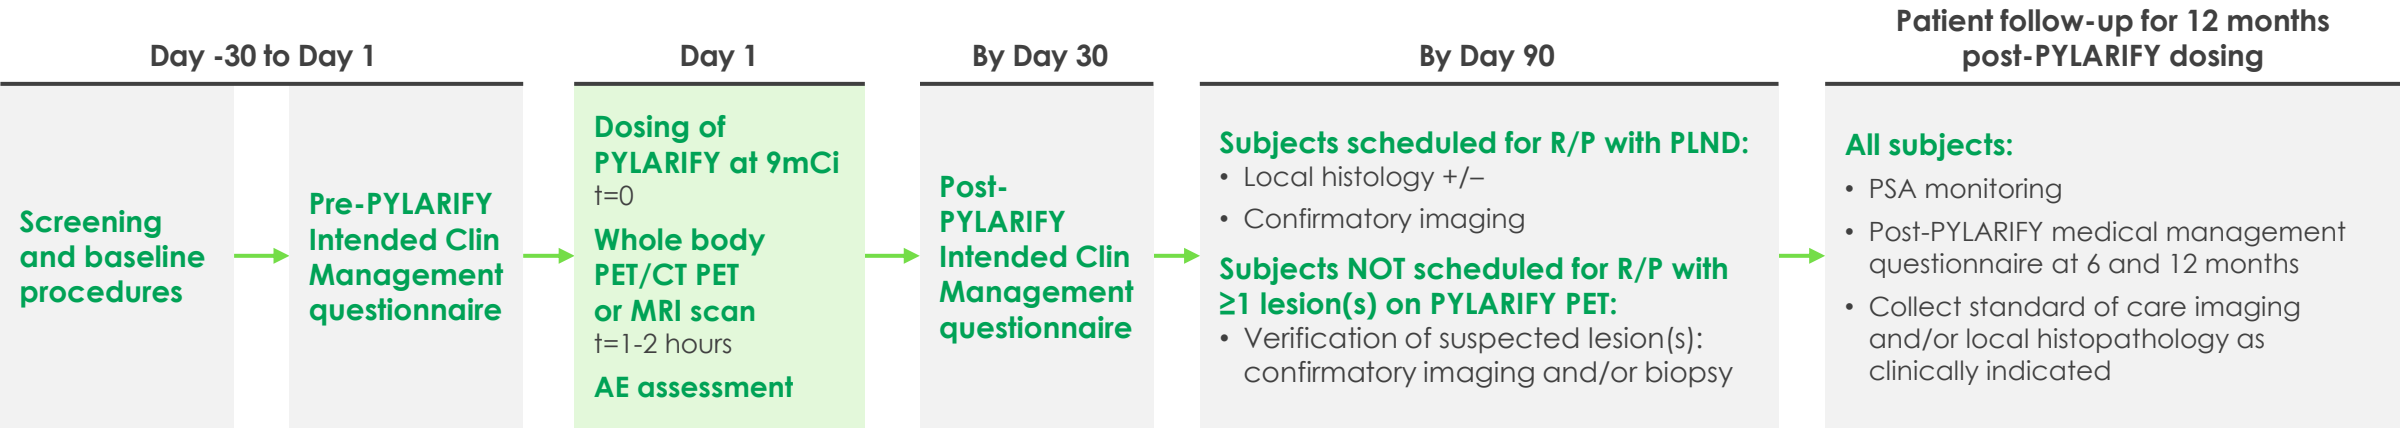 Day -30 to Day 1
Screening
and baseline
procedures
Pre-PYLARIFY
Intended Clin
Management
questionnaire
Day 1
Dosing of
PYLARIFY at 9mCi
t=0
Whole body
PET/CT PET
or MRI scan
t=1-2 hours
AE assessment
By Day 30
Post-
PYLARIFY
Intended Clin
Management
questionnaire
By Day 90
Subjects scheduled for R/P with PLND:
• Local histology +/–
• Confirmatory imaging
Subjects NOT scheduled for R/P with
≥1 lesion(s) on PYLARIFY PET:
• Verification of suspected lesion(s):
confirmatory imaging and/or biopsy
Patient follow-up for 12 months
post-PYLARIFY dosing
All subjects:
• PSA monitoring
• Post-PYLARIFY medical management
questionnaire at 6 and 12 months
• Collect standard of care imaging
and/or local histopathology as
clinically indicated